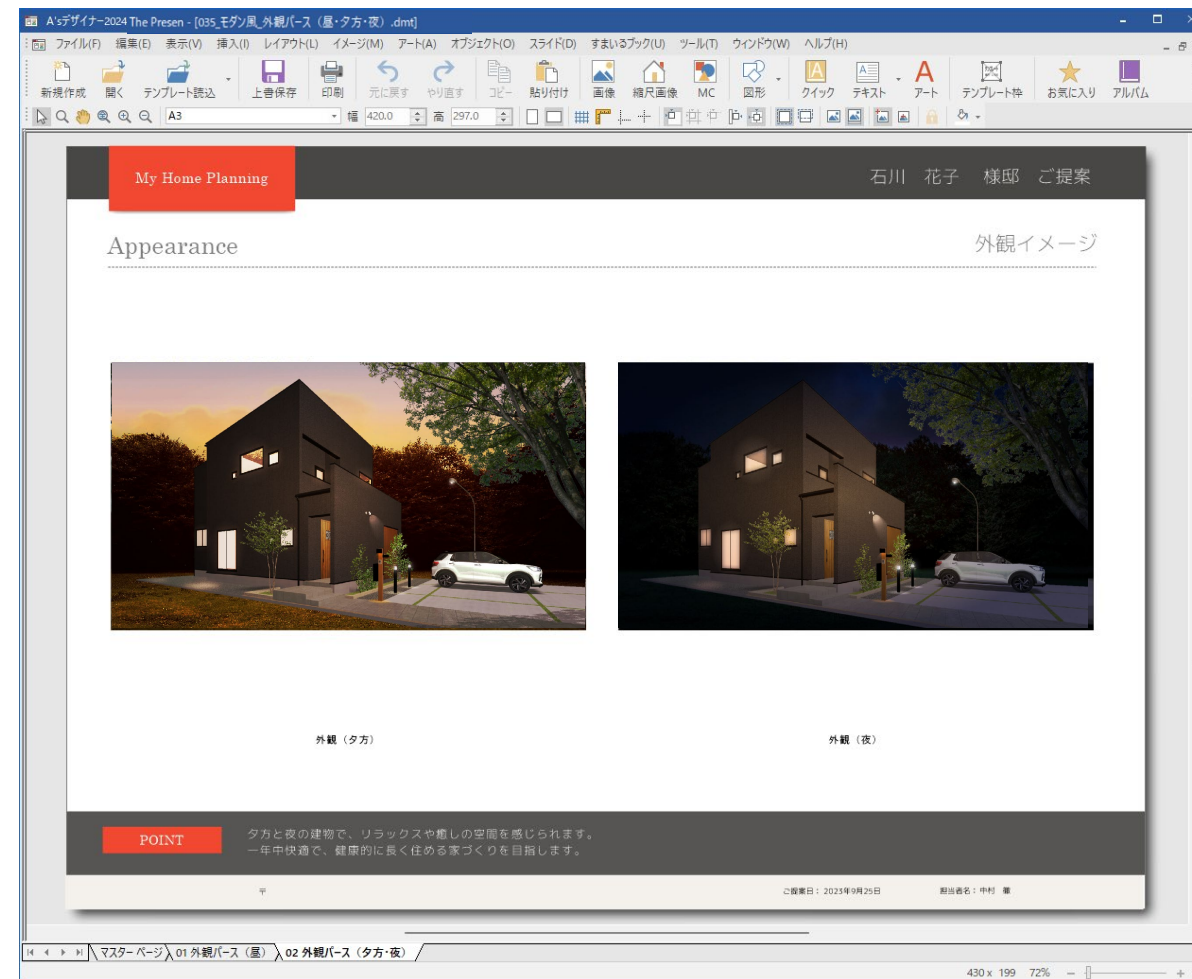 A'sデザイナー2024 The Presen - [035_モダン風_外観パース（昼・夕方・夜）.dmt]
ファイル(F) 編集(E) 表示(V) 挿入(I) レイアウト(L) イメージ(M) アート(A) オブジェクト(O) スライド(D) すまいるブック(U) ツール(T) ウィンドウ(W) ヘルプ(H)
新規作成 開く テンプレート読込 上書保存 印刷 元に戻す やり直す コピー 貼り付け 画像 縮尺画像 MC 図形 クイック テキスト アート テンプレート枠 お気に入り アルバム
A3 幅 420.0 高 297.0
My Home Planning
石川 花子 様邸 ご提案
Appearance
外観イメージ
外観（夕方）
外観（夜）
POINT
夕方と夜の建物で、リラックスや癒しの空間を感じられます。
一年中快適で、健康的に長く住める家づくりを目指します。
〒
ご提案日： 2023年9月25日
担当者名：中村
マスター ページ 01 外観パース（昼） 02 外観パース（夕方・夜）
430 x 199 72%